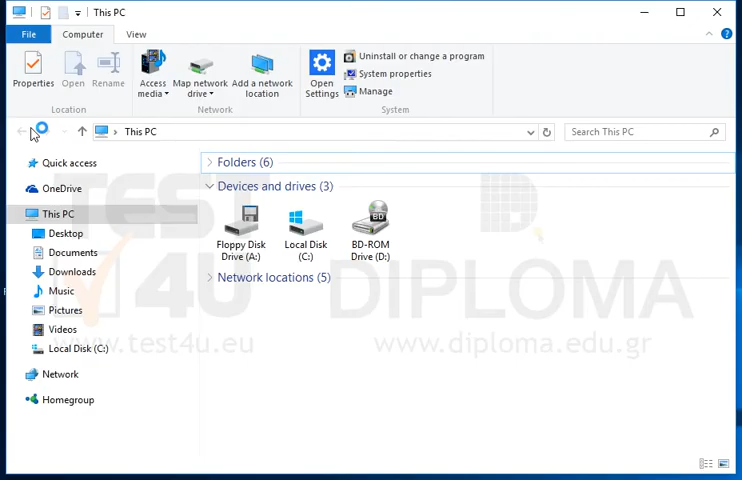 This PC
File
Computer
View
Properties
Open
Rename
Access media
Map network drive
Add a network location
Open Settings
Uninstall or change a program
System properties
Manage
Location
Network
System
This PC
Search This PC
Quick access
OneDrive
This PC
Desktop
Documents
Downloads
Music
Pictures
Videos
Local Disk (C:)
Network
Homegroup
Folders (6)
Devices and drives (3)
Floppy Disk Drive (A:)
Local Disk (C:)
BD
BD-ROM Drive (D:)
Network locations (5)
TEST4U
www.test4u.eu
DIPLOMA
www.diploma.edu.gr